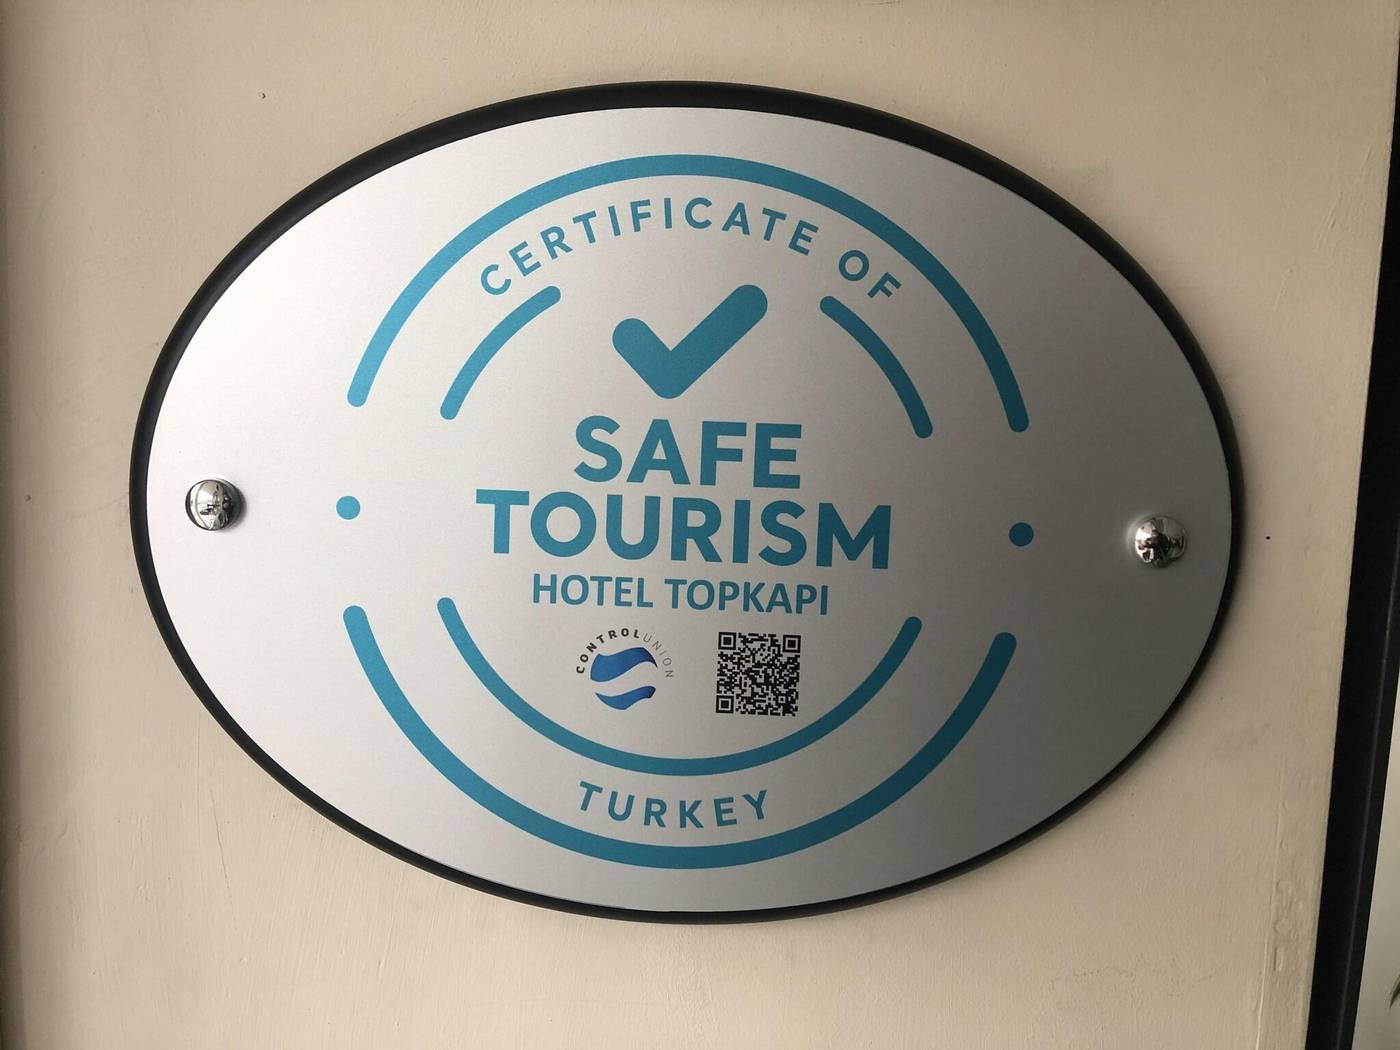 CERTIFICATE OF
SAFE
TOURISM
HOTEL TOPKAPI
CONTROLUNION
TURKEY